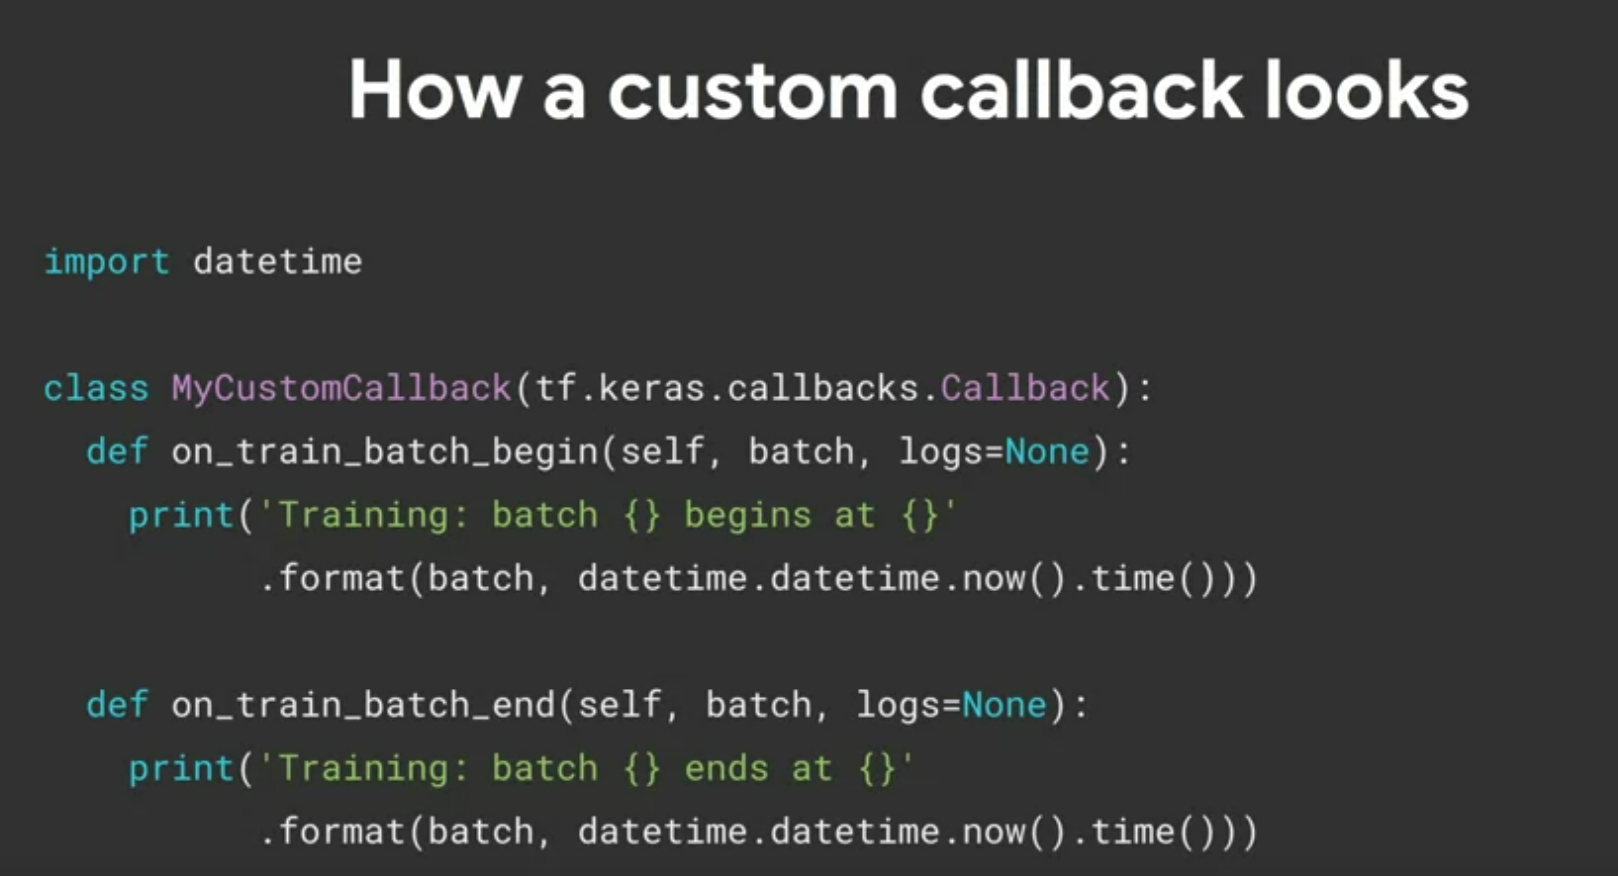 How a custom callback looks
import datetime
class MyCustomCallback(tf.keras.callbacks.Callback):
def on_train_batch_begin(self, batch, logs=None):
print('Training: batch {} begins at {}'
.format(batch, datetime.datetime.now().time()))
def on_train_batch_end(self, batch, logs=None):
print('Training: batch {} ends at {}'
.format(batch, datetime.datetime.now().time()))